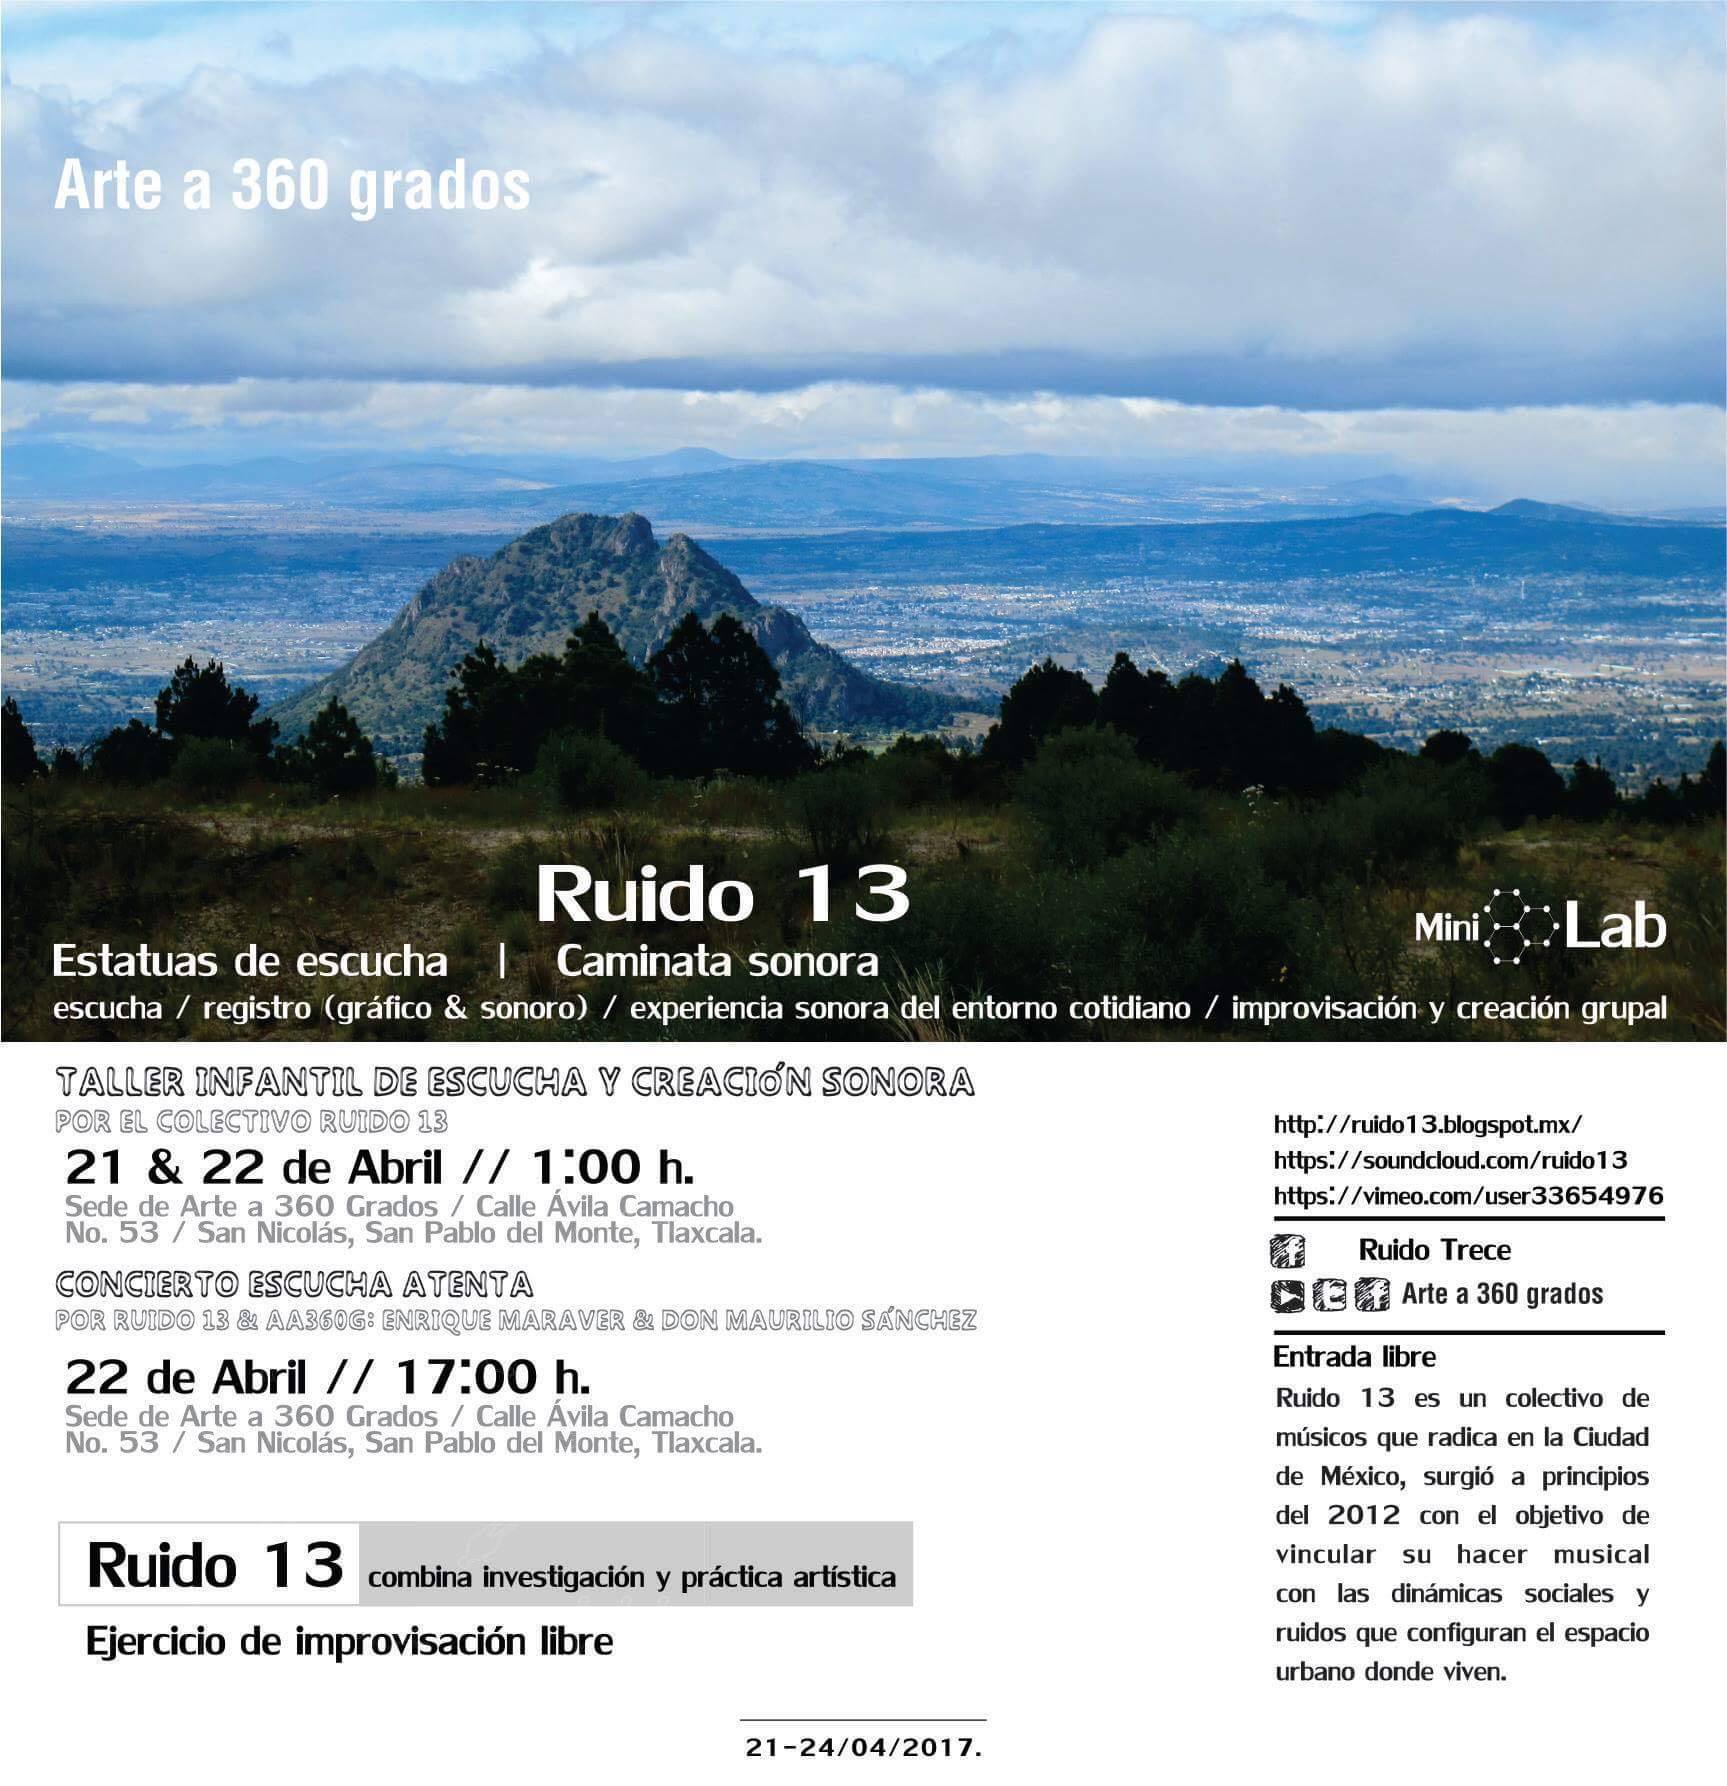 Arte a 360 grados
Ruido 13
Estatuas de escucha | Caminata sonora
Mini Lab
escucha / registro (gráfico & sonoro) / experiencia sonora del entorno cotidiano / improvisación y creación grupal
TALLER INFANTIL DE ESCUCHA Y CREACIÓN SONORA
POR EL COLECTIVO RUIDO 13
21 & 22 de Abril // 1:00 h.
Sede de Arte a 360 Grados / Calle Ávila Camacho
No. 53 / San Nicolás, San Pablo del Monte, Tlaxcala.
CONCIERTO ESCUCHA ATENTA
POR RUIDO 13 & AA360G: ENRIQUE MARAVER & DON MAURILIO SÁNCHEZ
22 de Abril // 17:00 h.
Sede de Arte a 360 Grados / Calle Ávila Camacho
No. 53 / San Nicolás, San Pablo del Monte, Tlaxcala.
Ruido 13 combina investigación y práctica artística
Ejercicio de improvisación libre
http://ruido13.blogspot.mx/
https://soundcloud.com/ruido13
https://vimeo.com/user33654976
Ruido Trece
Arte a 360 grados
Entrada libre
Ruido 13 es un colectivo de
músicos que radica en la Ciudad
de México, surgió a principios
del 2012 con el objetivo de
vincular su hacer musical
con las dinámicas sociales y
ruidos que configuran el espacio
urbano donde viven.
21-24/04/2017.